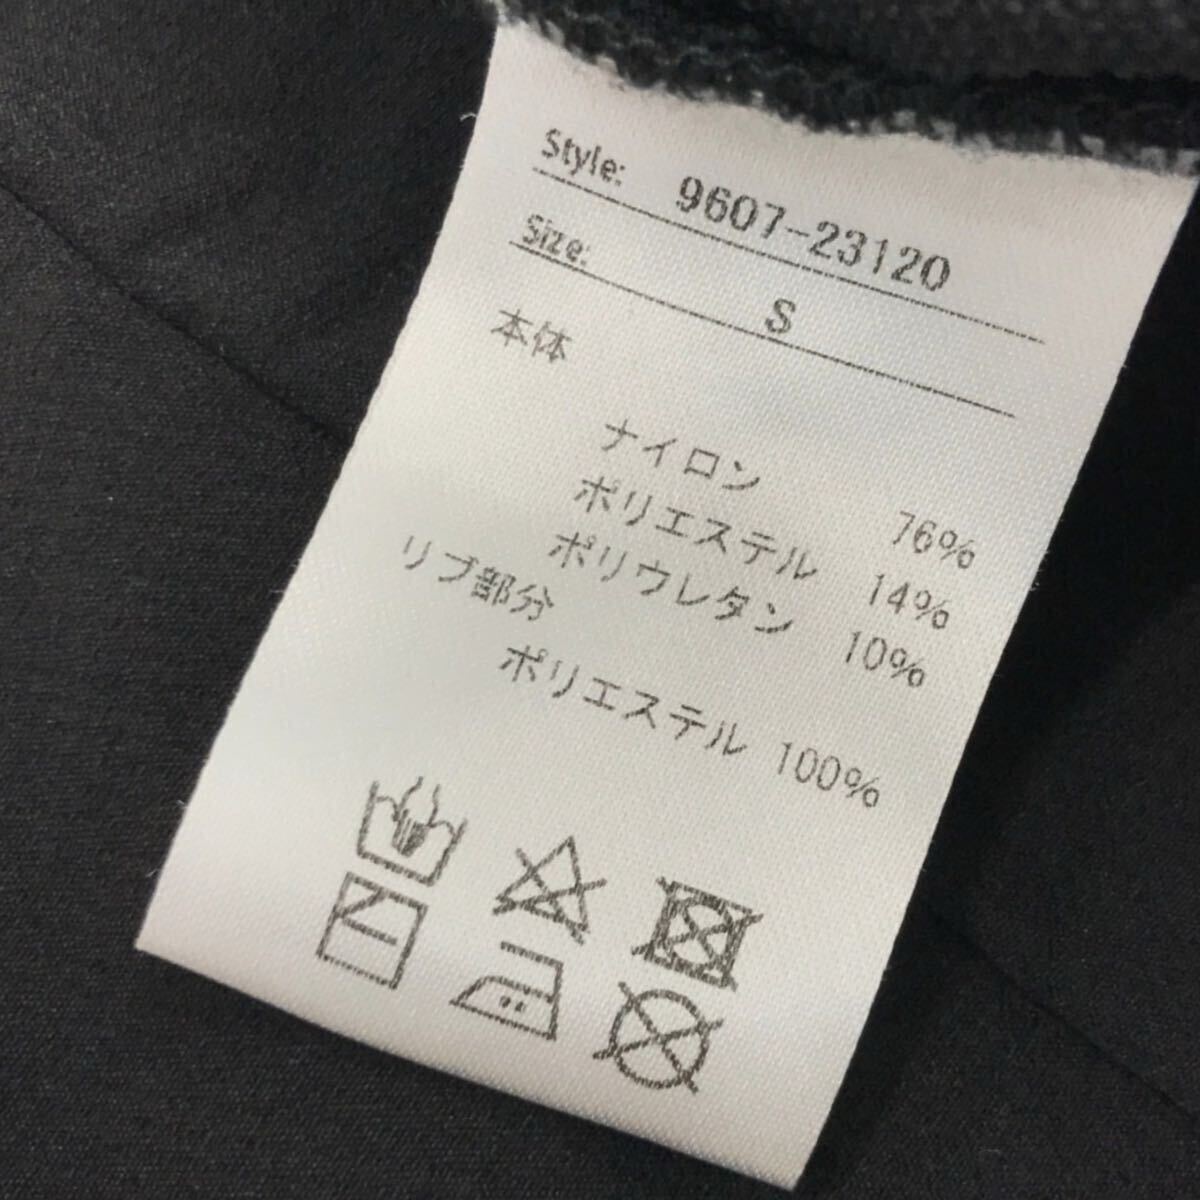 Style: 9607-23120
Size: S
本体
ナイロン 76%
ポリエステル 14%
ポリウレタン 10%
リブ部分
ポリエステル 100%